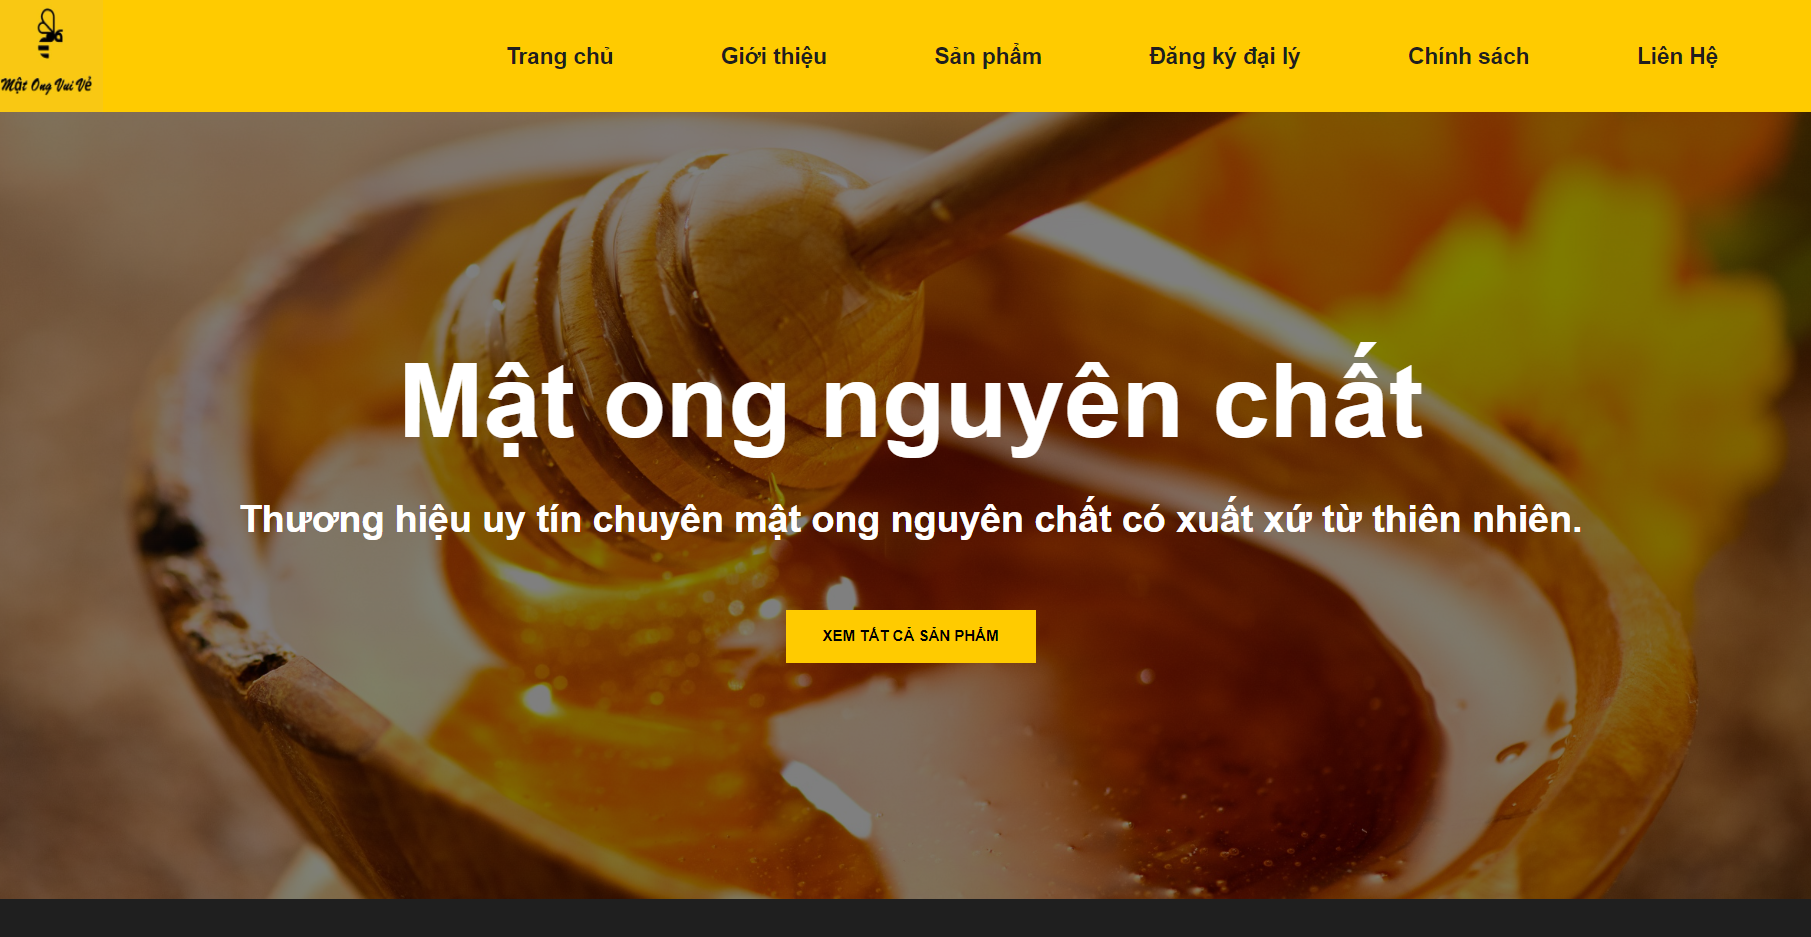 Mật Ong Vui Vẻ
Trang chủ Giới thiệu Sản phẩm Đăng ký đại lý Chính sách Liên Hệ
Mật ong nguyên chất
Thương hiệu uy tín chuyên mật ong nguyên chất có xuất xứ từ thiên nhiên.
XEM TẤT CẢ SẢN PHẨM